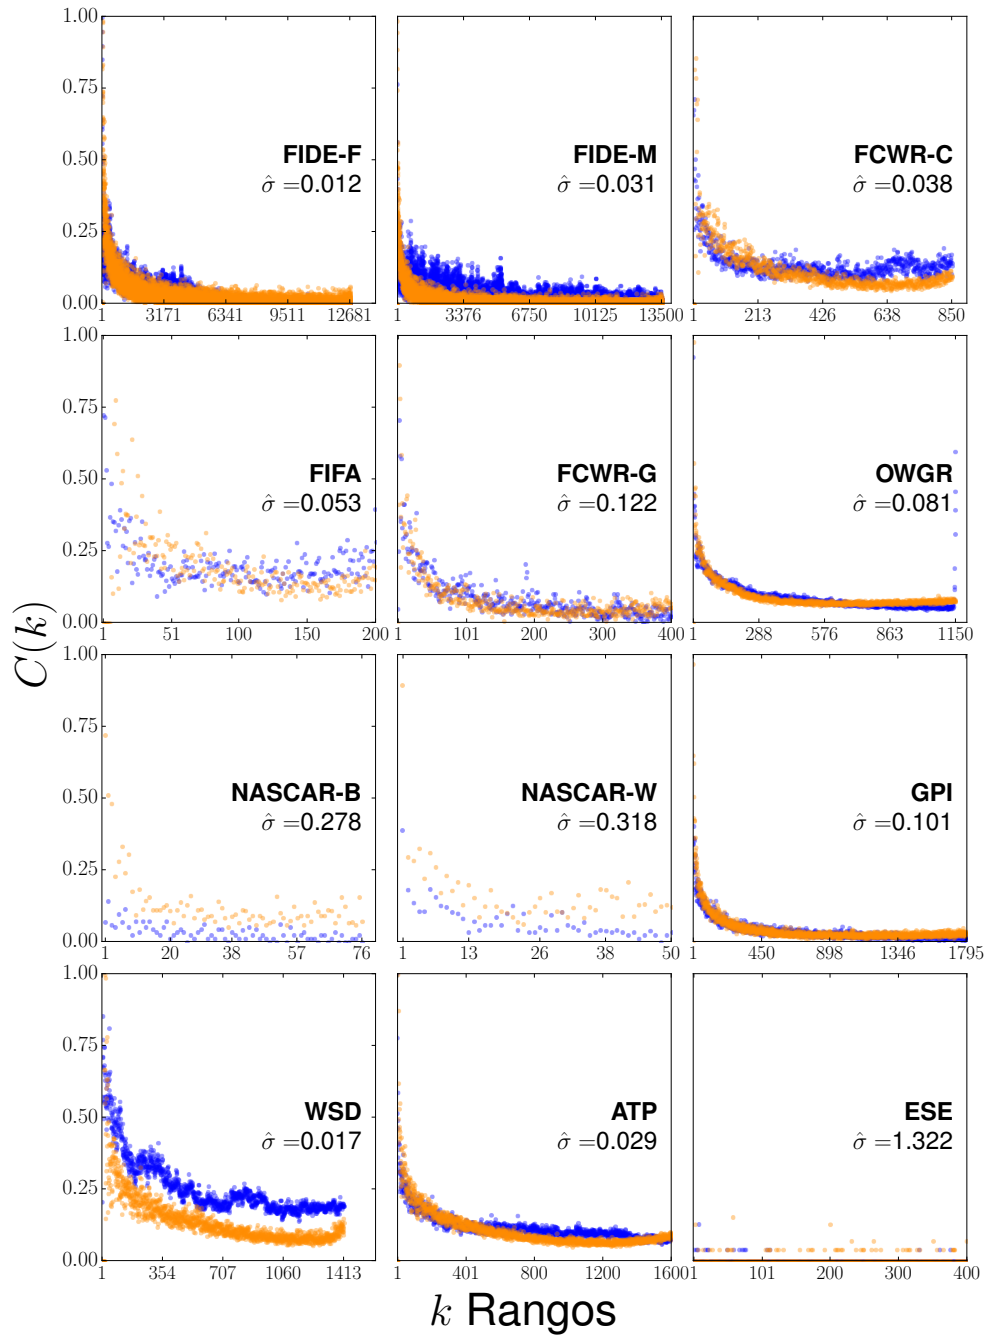 1.00
0.75
0.50
0.25
0.00
FIDE-F
σ̂ =0.012
1 3171 6341 9511 12681
FIDE-M
σ̂ =0.031
1 3376 6750 10125 13500
FCWR-C
σ̂ =0.038
1 213 426 638 850
1.00
0.75
0.50
0.25
0.00
FIFA
σ̂ =0.053
1 51 100 150 200
FCWR-G
σ̂ =0.122
1 101 200 300 400
OWGR
σ̂ =0.081
1 288 576 863 1150
C(k)
1.00
0.75
0.50
0.25
0.00
NASCAR-B
σ̂ =0.278
1 20 38 57 76
NASCAR-W
σ̂ =0.318
1 13 26 38 50
GPI
σ̂ =0.101
1 450 898 1346 1795
1.00
0.75
0.50
0.25
0.00
WSD
σ̂ =0.017
1 354 707 1060 1413
ATP
σ̂ =0.029
1 401 800 1200 1600
ESE
σ̂ =1.322
1 101 200 300 400
k Rangos